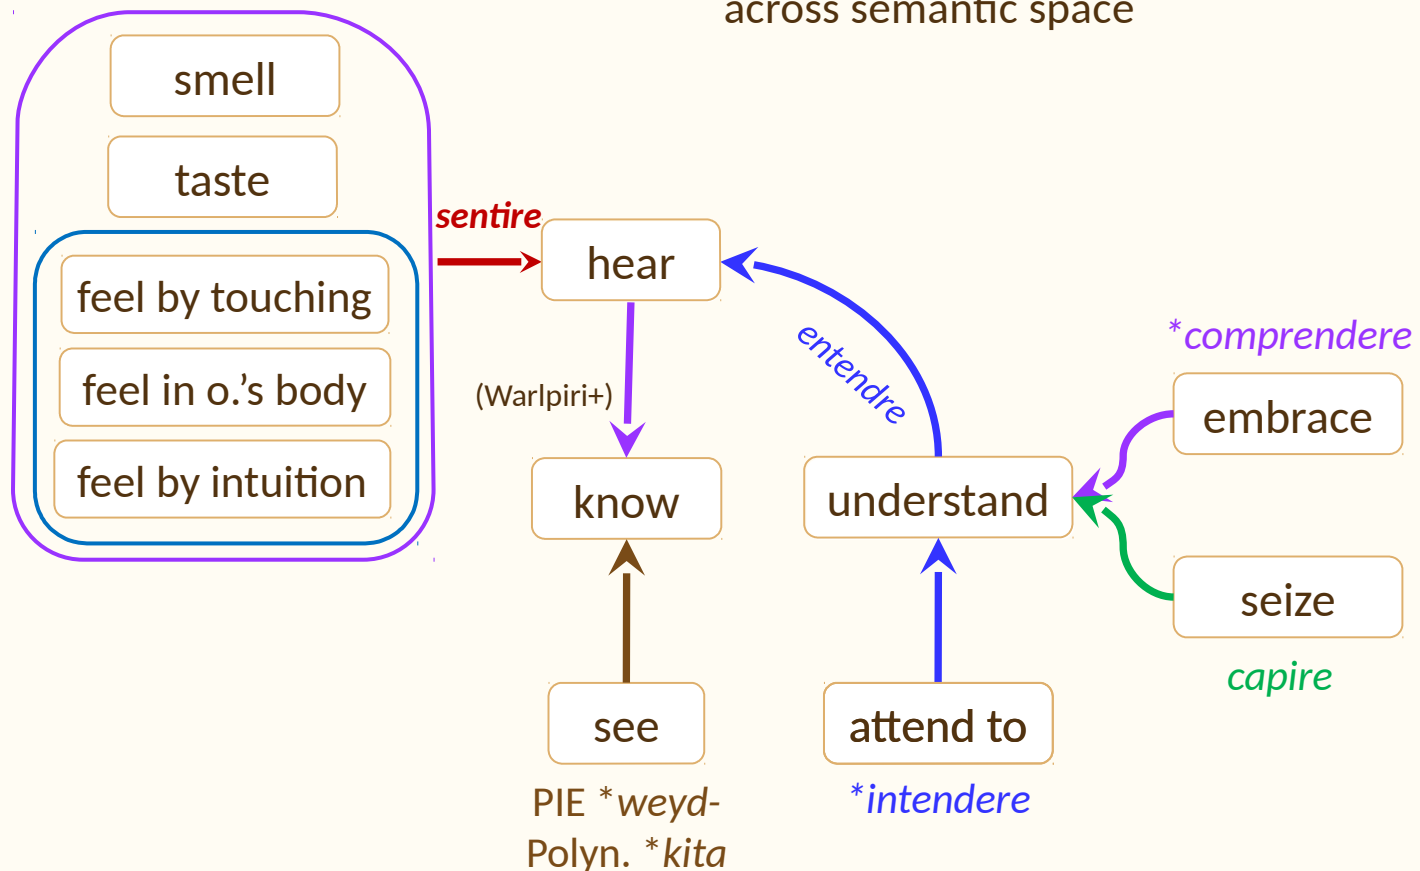 across semantic space
smell
taste
feel by touching
feel in o.’s body
feel by intuition
sentire
hear
entendre
(Warlpiri+)
*comprendere
embrace
know
understand
seize
capire
see
attend to
PIE *weyd-
*intendere
Polyn. *kita